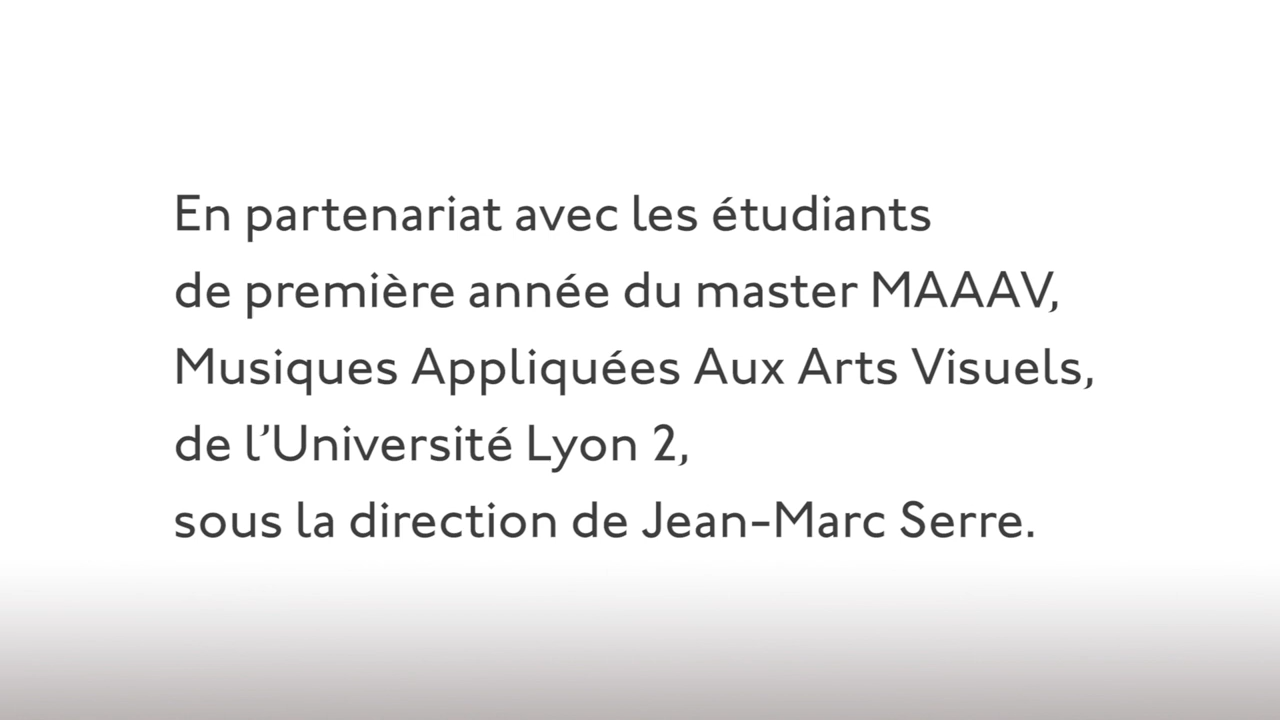 En partenariat avec les étudiants
de première année du master MAAAV,
Musiques Appliquées Aux Arts Visuels,
de l’Université Lyon 2,
sous la direction de Jean-Marc Serre.